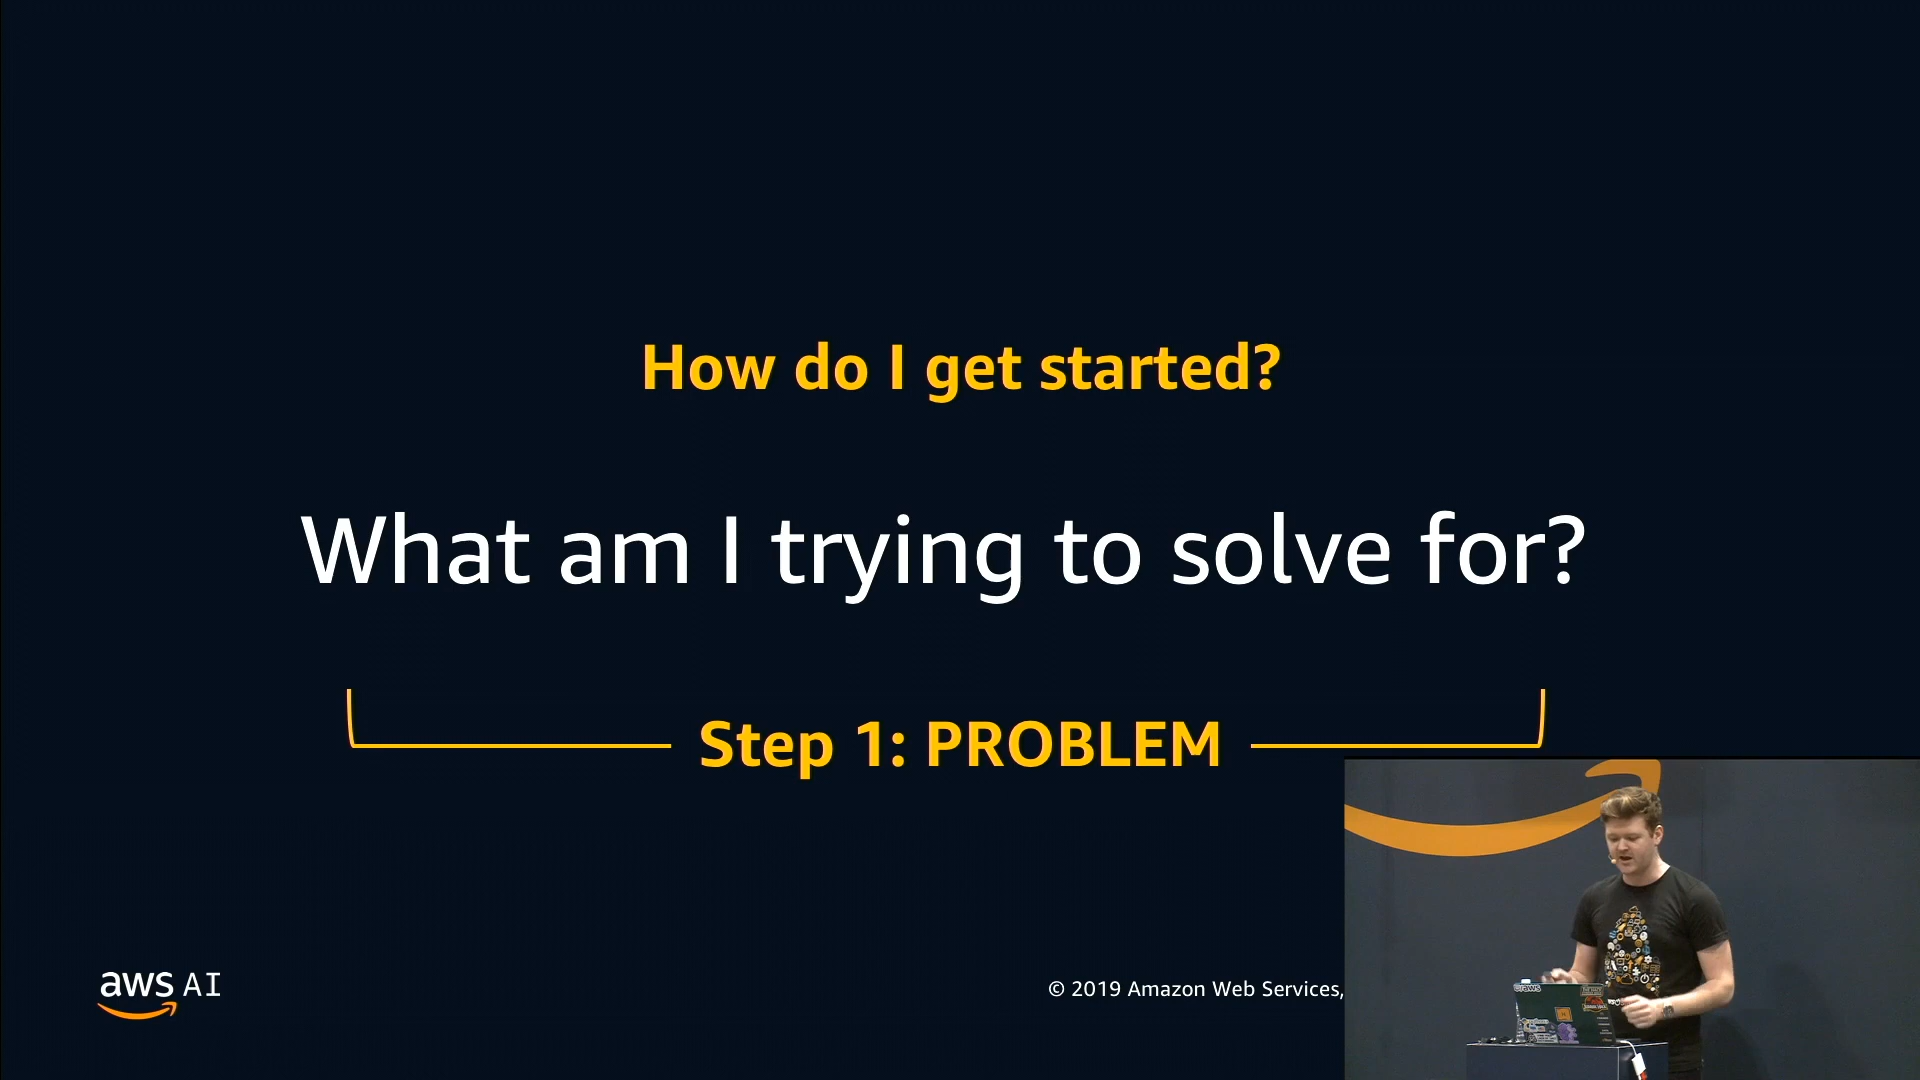 How do I get started?
What am I trying to solve for?
Step 1: PROBLEM
aws AI
© 2019 Amazon Web Services,